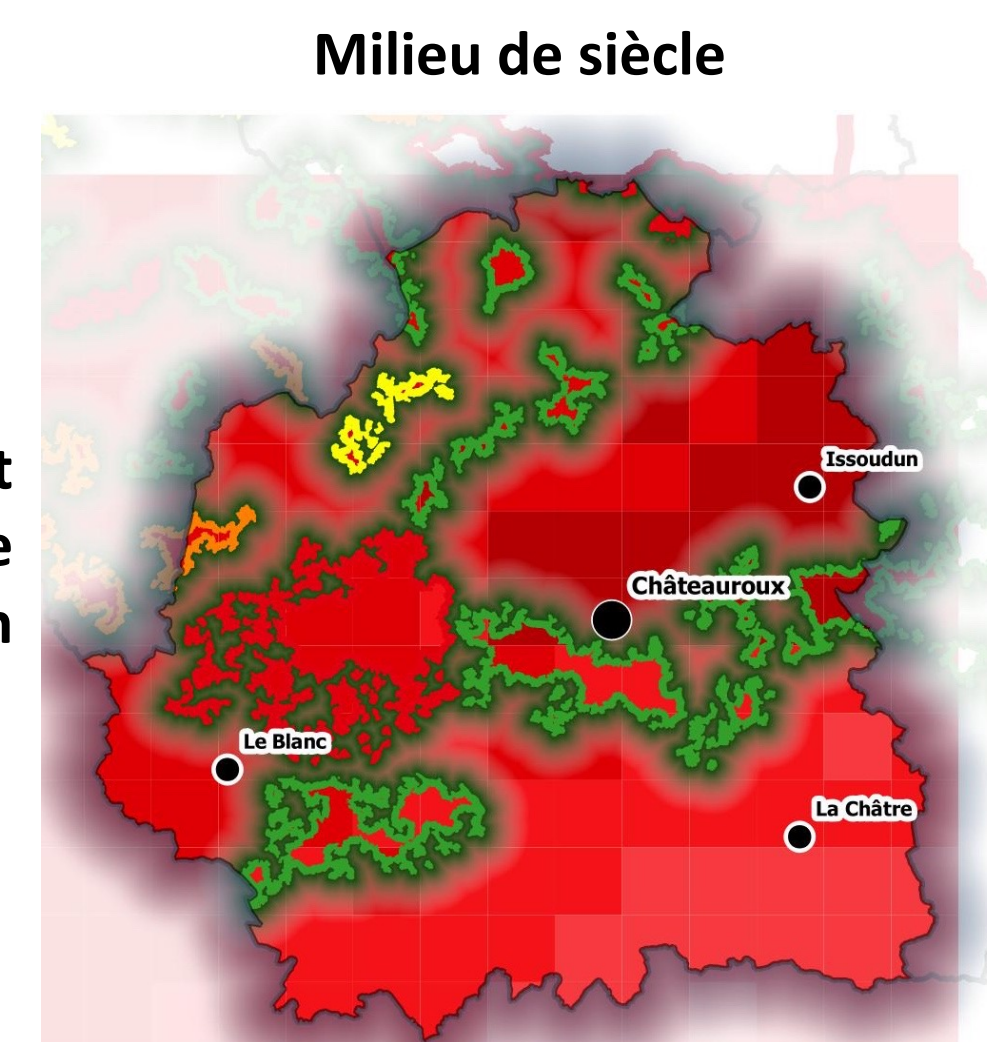 Milieu de siècle
Issoudun
t
e
Châteauroux
n
Le Blanc
La Châtre